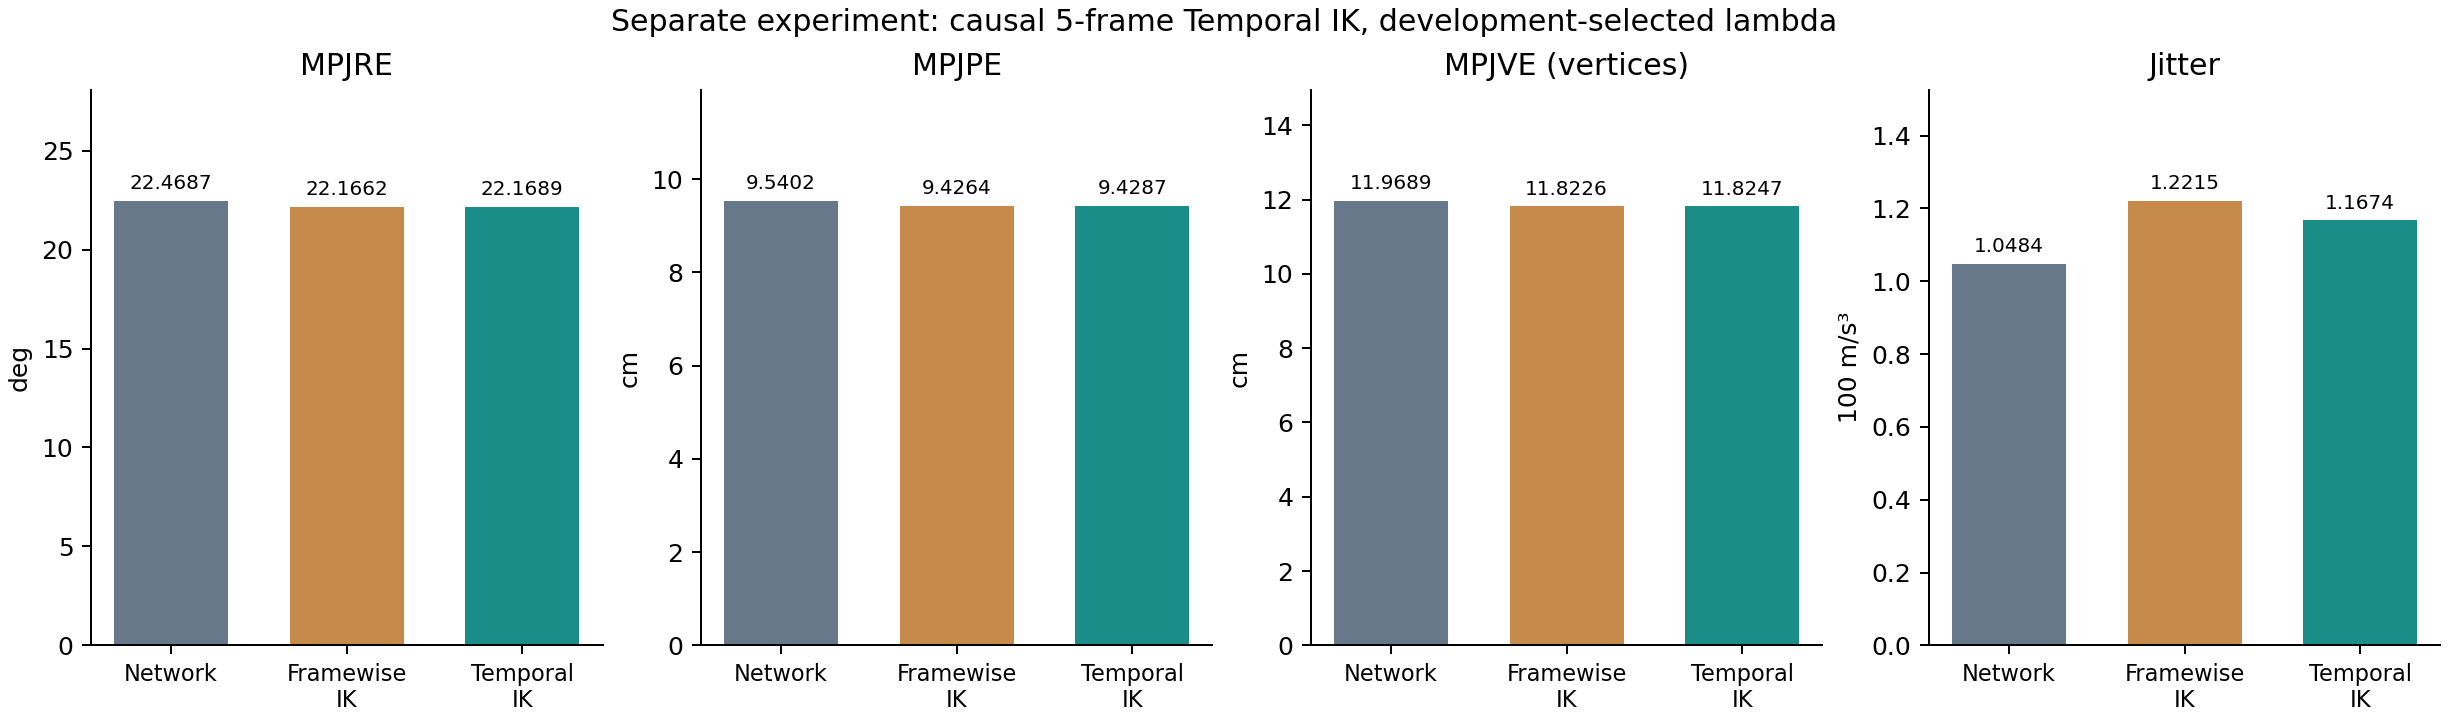 Separate experiment: causal 5-frame Temporal IK, development-selected lambda
MPJRE
deg
25
20
15
10
5
0
22.4687
22.1662
22.1689
Network
Framewise
IK
Temporal
IK
MPJPE
cm
10
8
6
4
2
0
9.5402
9.4264
9.4287
Network
Framewise
IK
Temporal
IK
MPJVE (vertices)
cm
14
12
10
8
6
4
2
0
11.9689
11.8226
11.8247
Network
Framewise
IK
Temporal
IK
Jitter
100 m/s³
1.4
1.2
1.0
0.8
0.6
0.4
0.2
0.0
1.0484
1.2215
1.1674
Network
Framewise
IK
Temporal
IK